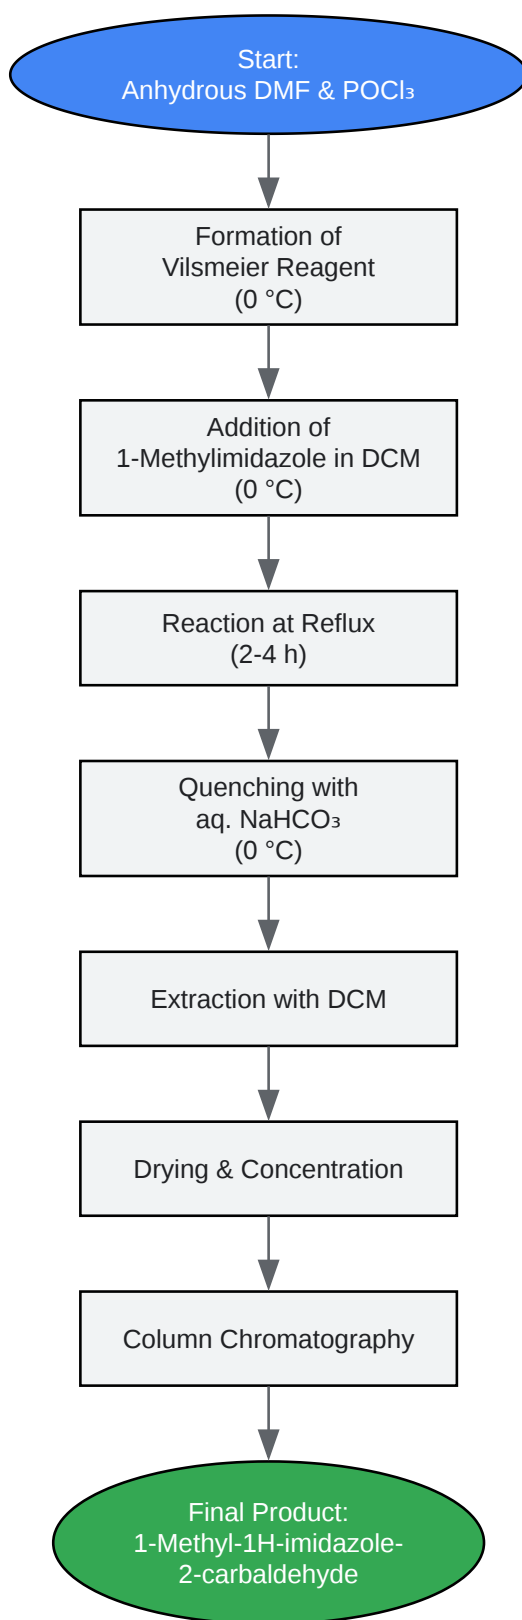 Start:
Anhydrous DMF & POCl₃
Formation of
Vilsmeier Reagent
(0 °C)
Addition of
1-Methylimidazole in DCM
(0 °C)
Reaction at Reflux
(2-4 h)
Quenching with
aq. NaHCO₃
(0 °C)
Extraction with DCM
Drying & Concentration
Column Chromatography
Final Product:
1-Methyl-1H-imidazole-
2-carbaldehyde